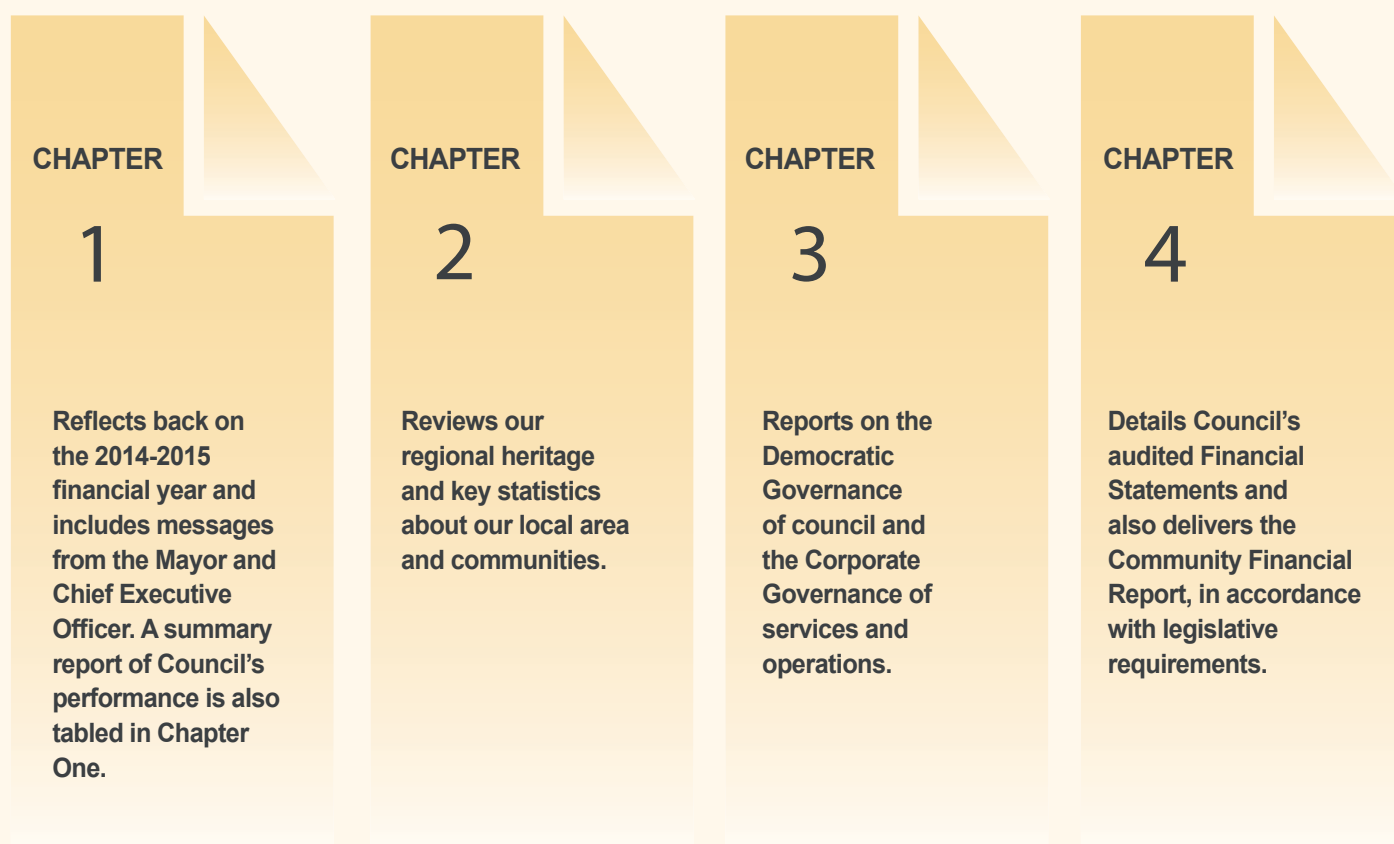 CHAPTER
1
Reflects back on
the 2014-2015
financial year and
includes messages
from the Mayor and
Chief Executive
Officer. A summary
report of Council’s
performance is also
tabled in Chapter
One.
CHAPTER
2
Reviews our
regional heritage
and key statistics
about our local area
and communities.
CHAPTER
3
Reports on the
Democratic
Governance
of council and
the Corporate
Governance of
services and
operations.
CHAPTER
4
Details Council’s
audited Financial
Statements and
also delivers the
Community Financial
Report, in accordance
with legislative
requirements.